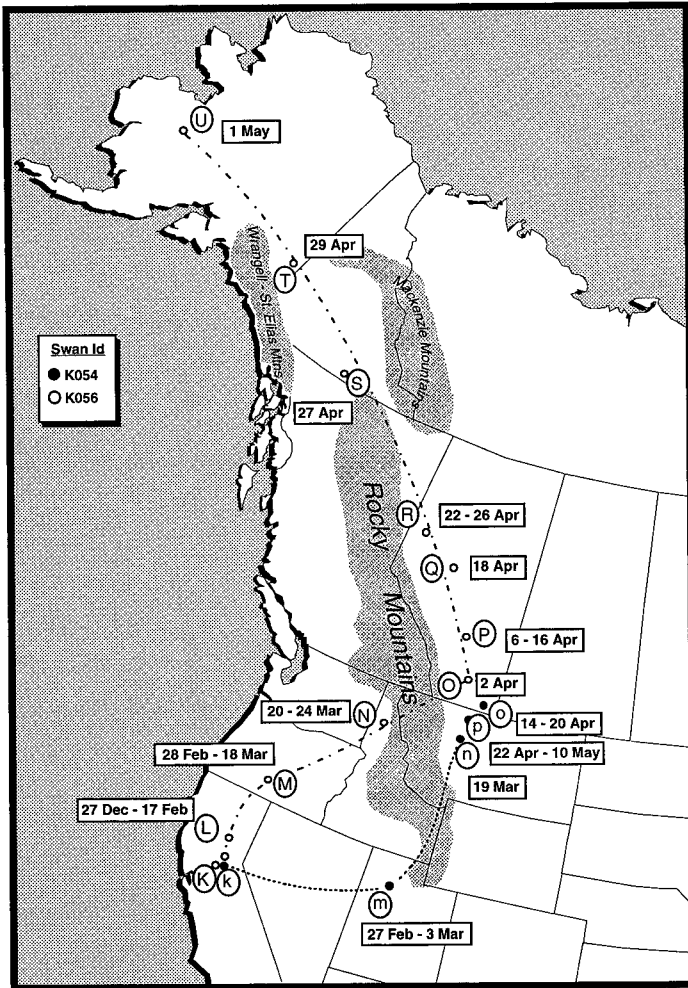 U
1 May
Wrangell - St. Elias Mtns
29 Apr
T
Mackenzie Mountains
Swan Id
K054
K056
S
27 Apr
Rocky Mountains
R
22 - 26 Apr
Q
18 Apr
P
6 - 16 Apr
O
2 Apr
20 - 24 Mar
N
o
p
14 - 20 Apr
28 Feb - 18 Mar
n
22 Apr - 10 May
M
19 Mar
27 Dec - 17 Feb
L
K
k
m
27 Feb - 3 Mar